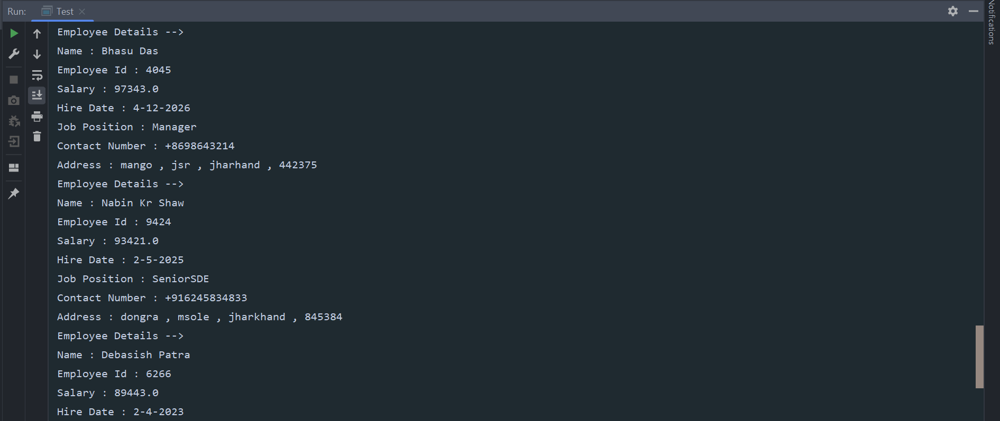 Run: Test
Notifications
Employee Details -->
Name : Bhasu Das
Employee Id : 4045
Salary : 97343.0
Hire Date : 4-12-2026
Job Position : Manager
Contact Number : +8698643214
Address : mango , jsr , jharhand , 442375
Employee Details -->
Name : Nabin Kr Shaw
Employee Id : 9424
Salary : 93421.0
Hire Date : 2-5-2025
Job Position : SeniorSDE
Contact Number : +916245834833
Address : dongra , msole , jharkhand , 845384
Employee Details -->
Name : Debasish Patra
Employee Id : 6266
Salary : 89443.0
Hire Date : 2-4-2023